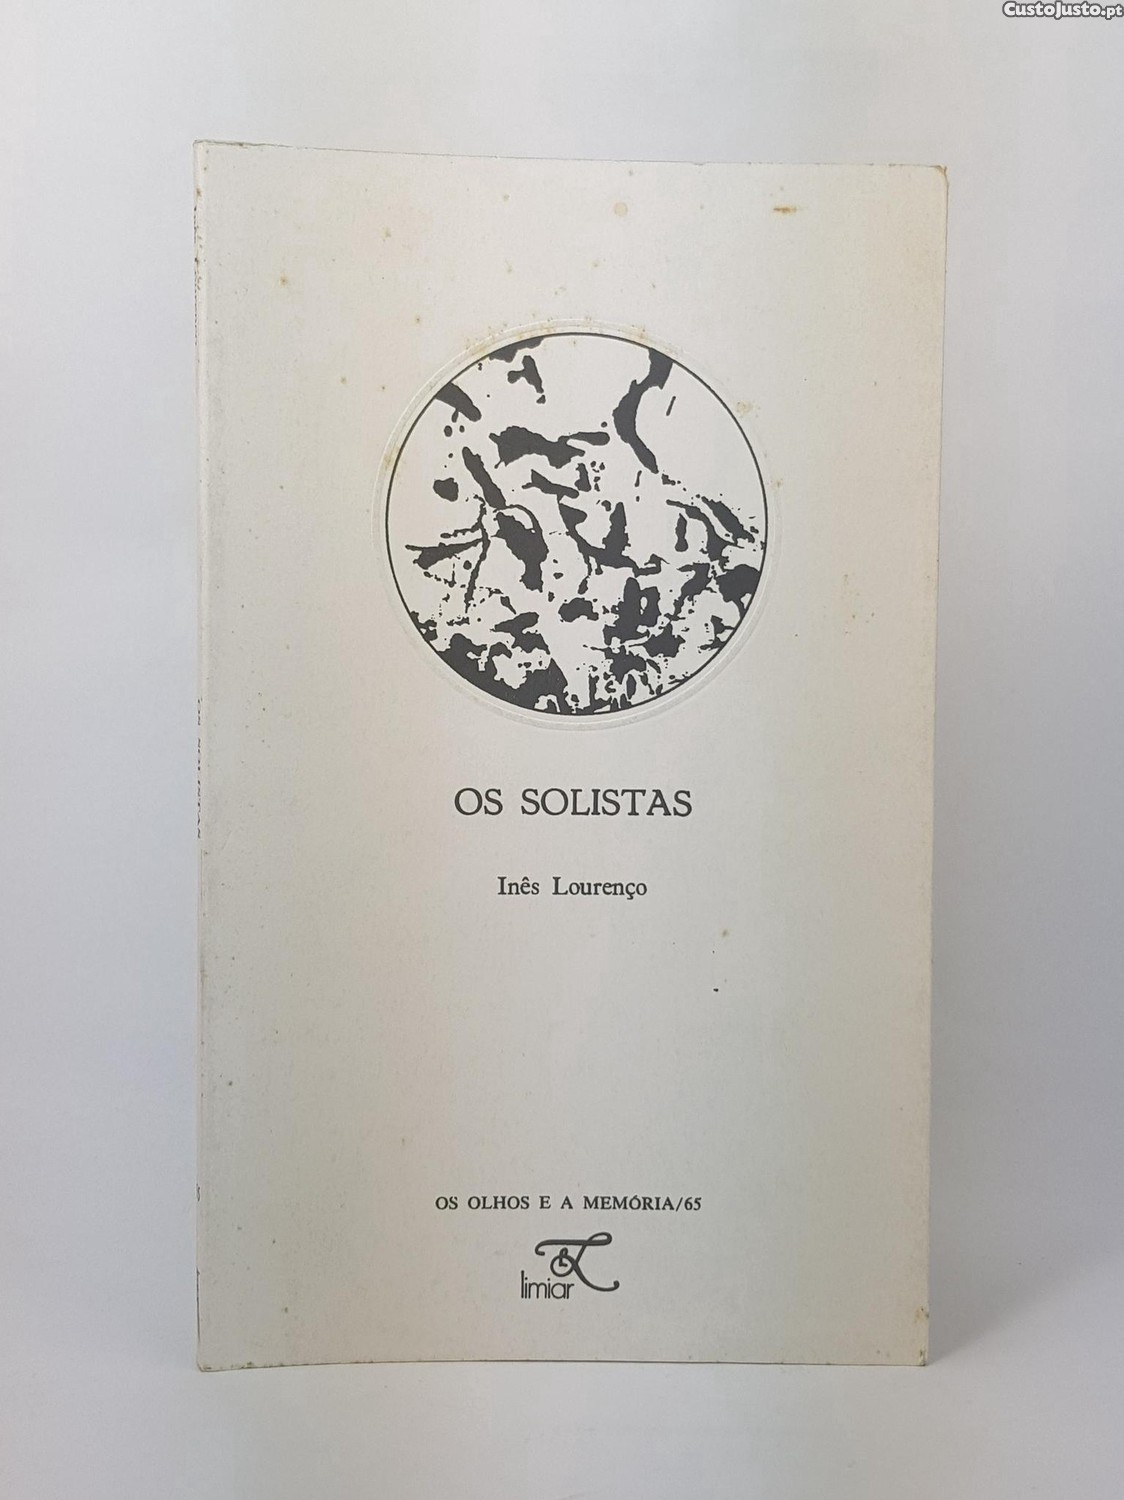 CustoJusto.pt
OS SOLISTAS
Inês Lourenço
OS OLHOS E A MEMÓRIA/65
limiar